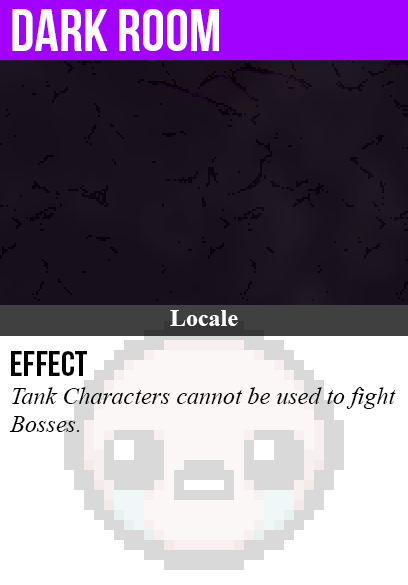 DARK ROOM
Locale
EFFECT
Tank Characters cannot be used to fight
Bosses.